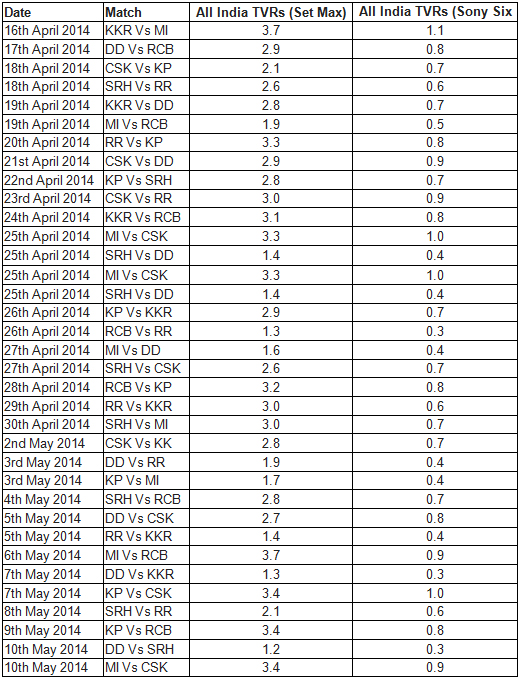 Date Match All India TVRs (Set Max) All India TVRs (Sony Six
16th April 2014 KKR Vs MI 3.7 1.1
17th April 2014 DD Vs RCB 2.9 0.8
18th April 2014 CSK Vs KP 2.1 0.7
18th April 2014 SRH Vs RR 2.6 0.6
19th April 2014 KKR Vs DD 2.8 0.7
19th April 2014 MI Vs RCB 1.9 0.5
20th April 2014 RR Vs KP 3.3 0.8
21st April 2014 CSK Vs DD 2.9 0.9
22nd April 2014 KP Vs SRH 2.8 0.7
23rd April 2014 CSK Vs RR 3.0 0.9
24th April 2014 KKR Vs RCB 3.1 0.8
25th April 2014 MI Vs CSK 3.3 1.0
25th April 2014 SRH Vs DD 1.4 0.4
25th April 2014 MI Vs CSK 3.3 1.0
25th April 2014 SRH Vs DD 1.4 0.4
26th April 2014 KP Vs KKR 2.9 0.7
26th April 2014 RCB Vs RR 1.3 0.3
27th April 2014 MI Vs DD 1.6 0.4
27th April 2014 SRH Vs CSK 2.6 0.7
28th April 2014 RCB Vs KP 3.2 0.8
29th April 2014 RR Vs KKR 3.0 0.6
30th April 2014 SRH Vs MI 3.0 0.7
2nd May 2014 CSK Vs KK 2.8 0.7
3rd May 2014 DD Vs RR 1.9 0.4
3rd May 2014 KP Vs MI 1.7 0.4
4th May 2014 SRH Vs RCB 2.8 0.7
5th May 2014 DD Vs CSK 2.7 0.8
5th May 2014 RR Vs KKR 1.4 0.4
6th May 2014 MI Vs RCB 3.7 0.9
7th May 2014 DD Vs KKR 1.3 0.3
7th May 2014 KP Vs CSK 3.4 1.0
8th May 2014 SRH Vs RR 2.1 0.6
9th May 2014 KP Vs RCB 3.4 0.8
10th May 2014 DD Vs SRH 1.2 0.3
10th May 2014 MI Vs CSK 3.4 0.9